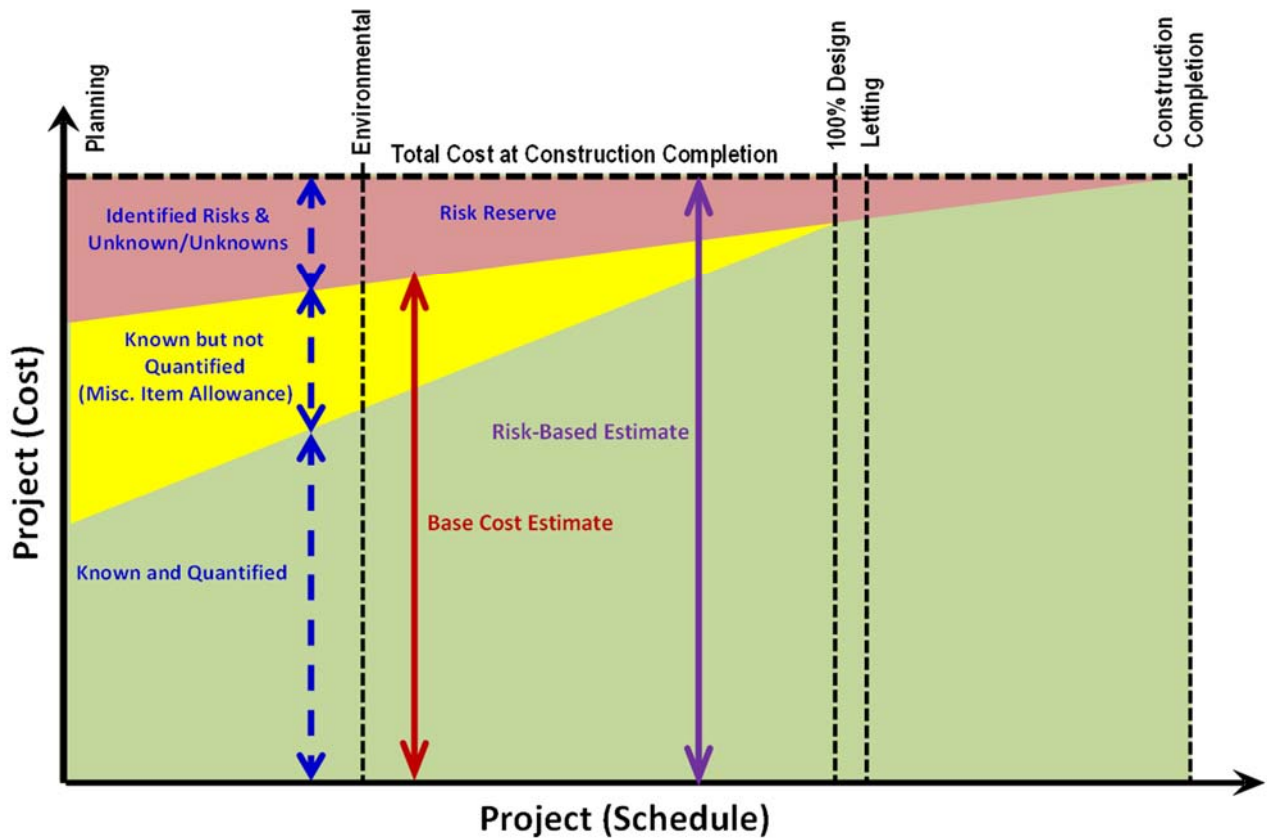 Planning
Environmental
100% Design
Letting
Construction
Completion
Total Cost at Construction Completion
Identified Risks &
Unknown/Unknowns
Risk Reserve
Known but not
Quantified
(Misc. Item Allowance)
Risk-Based Estimate
Base Cost Estimate
Known and Quantified
Project (Cost)
Project (Schedule)